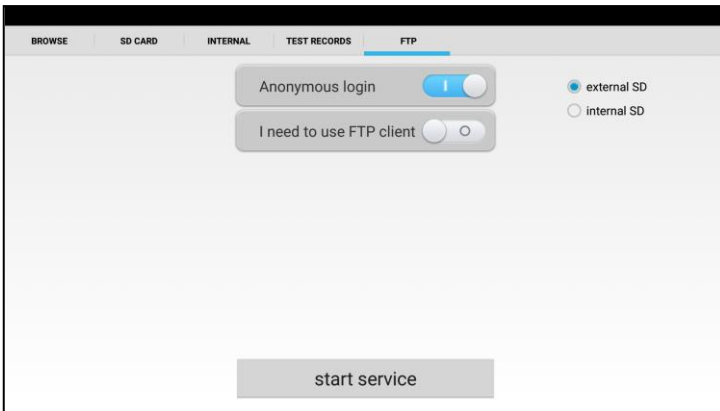 BROWSE SD CARD INTERNAL TEST RECORDS FTP
Anonymous login
external SD
internal SD
I need to use FTP client
start service